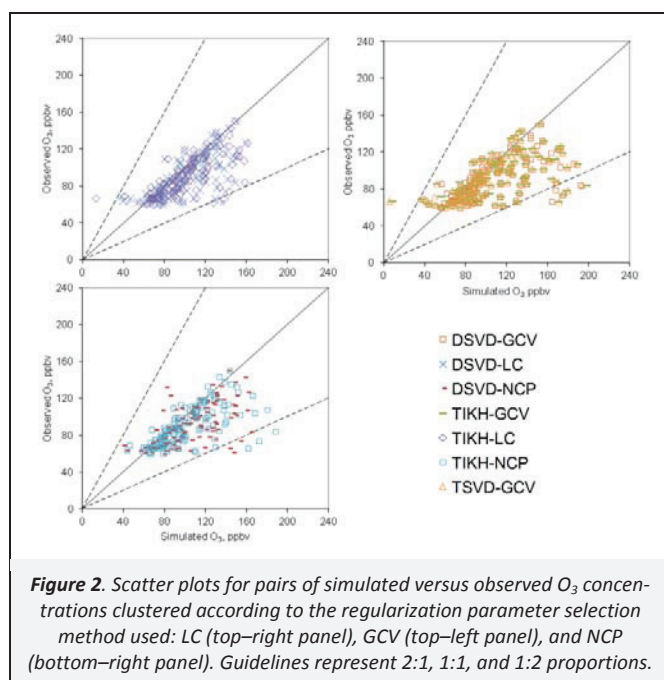 240
200
160
120
80
40
0
Observed O3, ppbv
0 40 80 120 160 200 240
240
200
160
120
80
40
0
Observed O3, ppbv
0 40 80 120 160 200 240
Simulated O3 ppbv
240
200
160
120
80
40
0
Observed O3, ppbv
0 40 80 120 160 200 240
Simulated O3, ppbv
DSVD-GCV
DSVD-LC
DSVD-NCP
TIKH-GCV
TIKH-LC
TIKH-NCP
TSVD-GCV
Figure 2. Scatter plots for pairs of simulated versus observed O3 concen-
trations clustered according to the regularization parameter selection
method used: LC (top–right panel), GCV (top–left panel), and NCP
(bottom–right panel). Guidelines represent 2:1, 1:1, and 1:2 proportions.